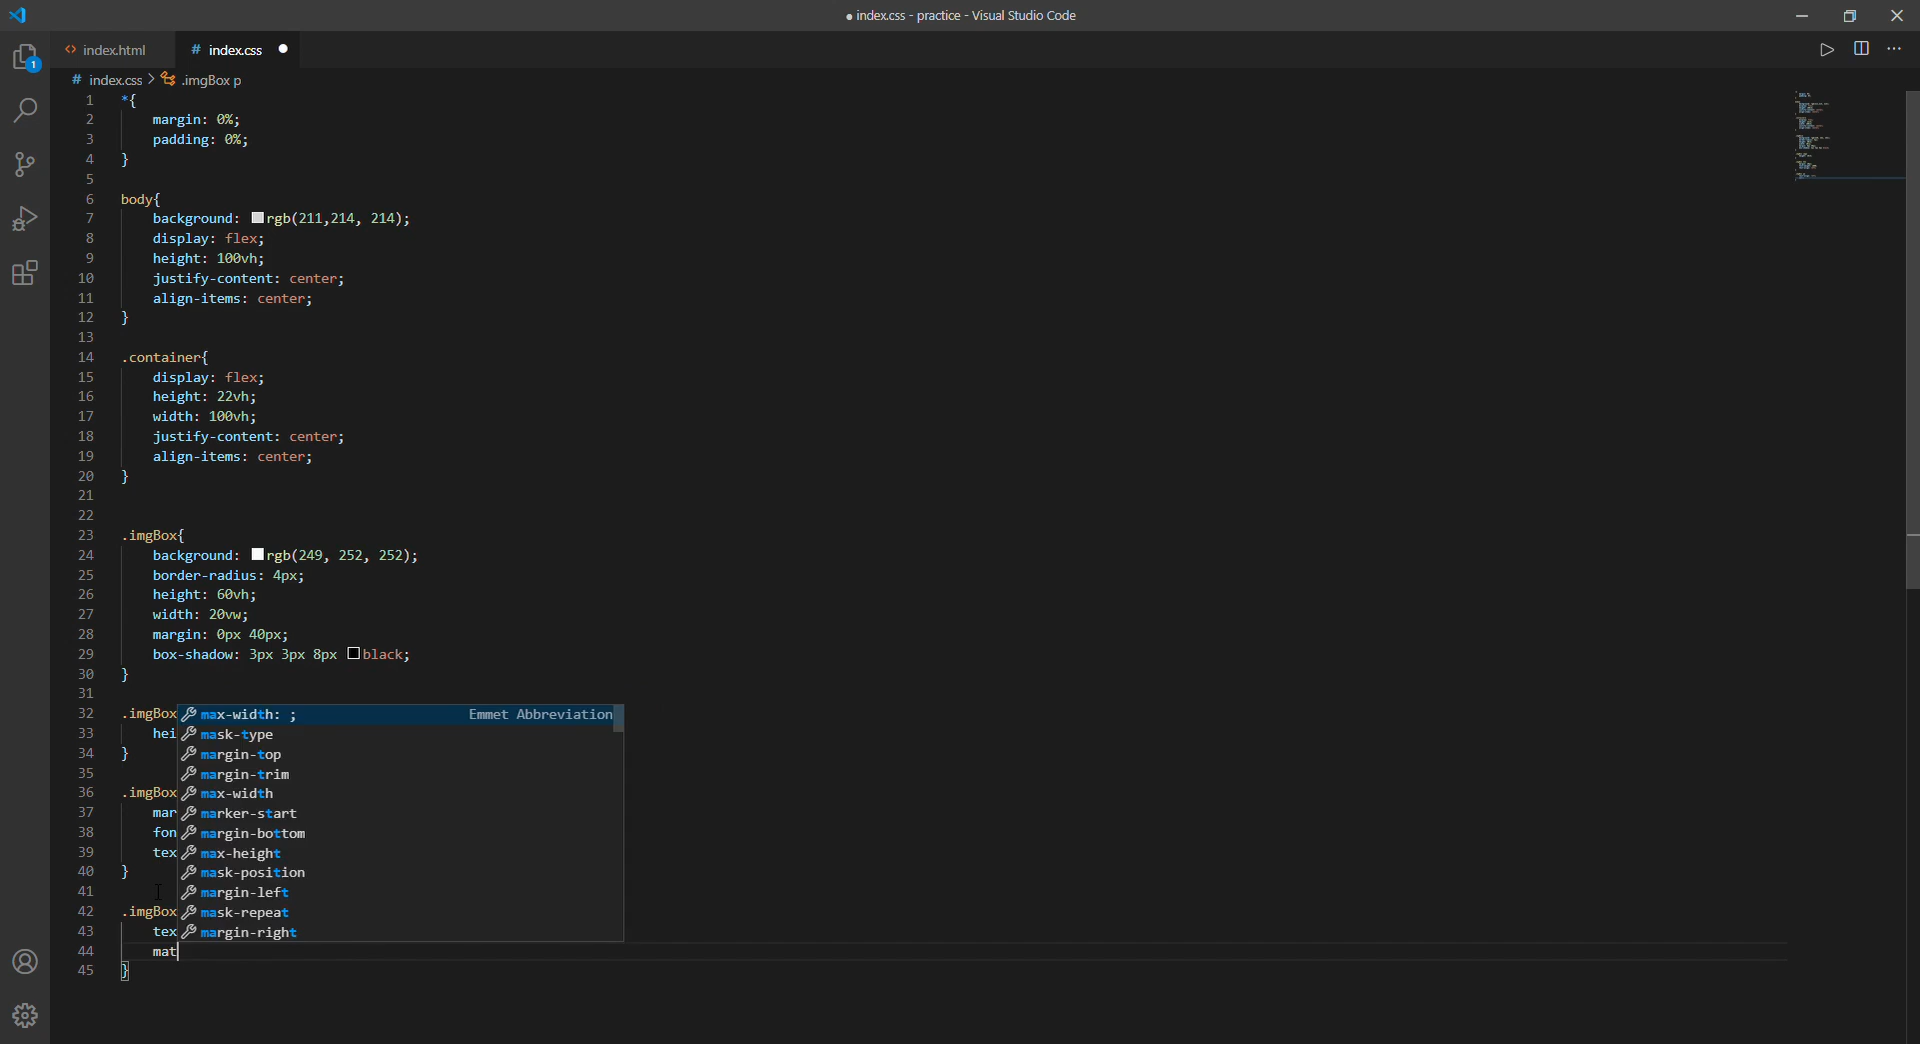 ● index.css - practice - Visual Studio Code
index.html
# index.css ●
1
# index.css > .imgBox p
1 *{
2 margin: 0%;
3 padding: 0%;
4 }
5
6 body{
7 background: rgb(211,214, 214);
8 display: flex;
9 height: 100vh;
10 justify-content: center;
11 align-items: center;
12 }
13
14 .container{
15 display: flex;
16 height: 22vh;
17 width: 100vh;
18 justify-content: center;
19 align-items: center;
20 }
21
22
23 .imgBox{
24 background: rgb(249, 252, 252);
25 border-radius: 4px;
26 height: 60vh;
27 width: 20vw;
28 margin: 0px 40px;
29 box-shadow: 3px 3px 8px black;
30 }
31
32 .imgBox max-width: ; Emmet Abbreviation
33 hei mask-type
34 } margin-top
35 margin-trim
36 .imgBox max-width
37 mar marker-start
38 fon margin-bottom
39 tex max-height
40 } mask-position
41 margin-left
42 .imgBox mask-repeat
43 tex margin-right
44 mat
45 }